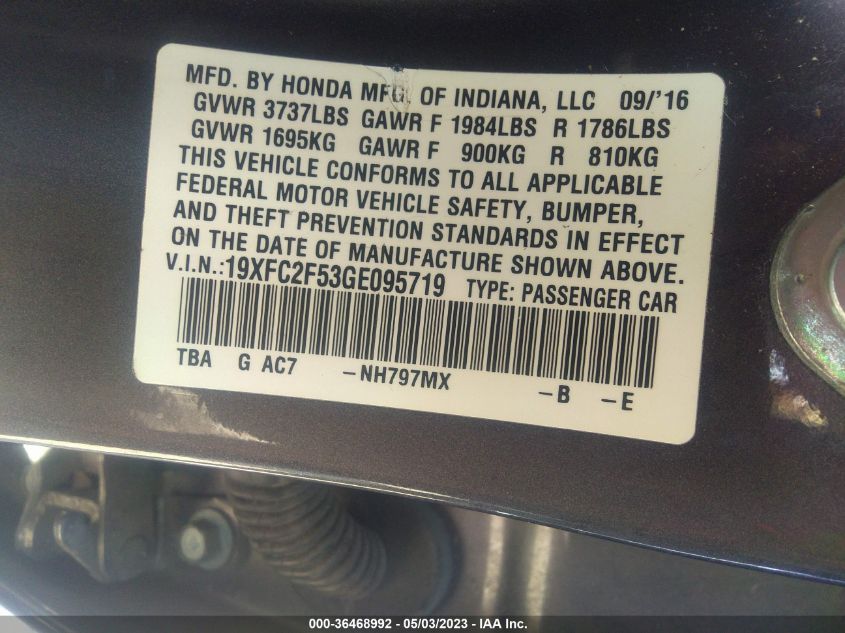 MFD. BY HONDA MFG. OF INDIANA, LLC 09/'16
GVWR 3737LBS GAWR F 1984LBS R 1786LBS
GVWR 1695KG GAWR F 900KG R 810KG
THIS VEHICLE CONFORMS TO ALL APPLICABLE
FEDERAL MOTOR VEHICLE SAFETY, BUMPER,
AND THEFT PREVENTION STANDARDS IN EFFECT
ON THE DATE OF MANUFACTURE SHOWN ABOVE.
V.I.N.:19XFC2F53GE095719 TYPE: PASSENGER CAR
TBA G AC7 –NH797MX –B –E
000-36468992 - 05/03/2023 - IAA Inc.